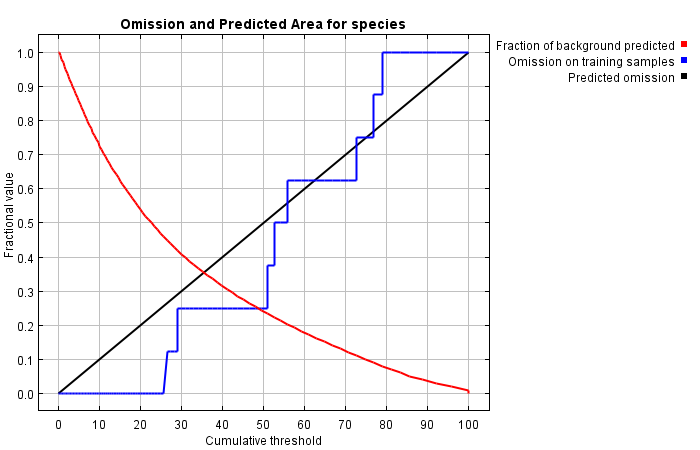 Omission and Predicted Area for species
Fraction of background predicted
Omission on training samples
Predicted omission
Fractional value
1.0
0.9
0.8
0.7
0.6
0.5
0.4
0.3
0.2
0.1
0.0
0 10 20 30 40 50 60 70 80 90 100
Cumulative threshold